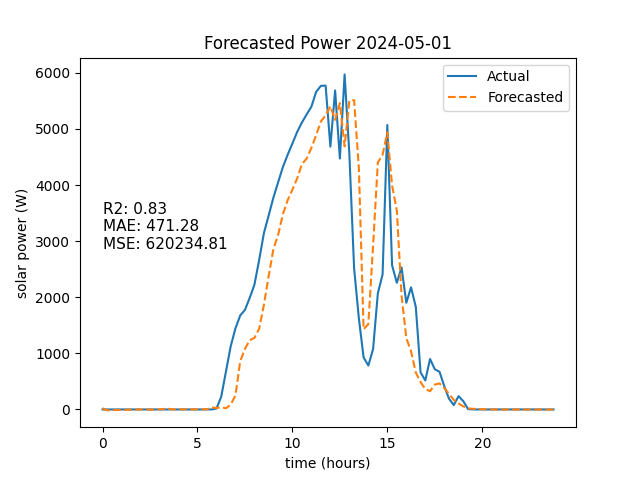 Forecasted Power 2024-05-01
6000
5000
4000
3000
2000
1000
0
solar power (W)
Actual
Forecasted
R2: 0.83
MAE: 471.28
MSE: 620234.81
0 5 10 15 20
time (hours)